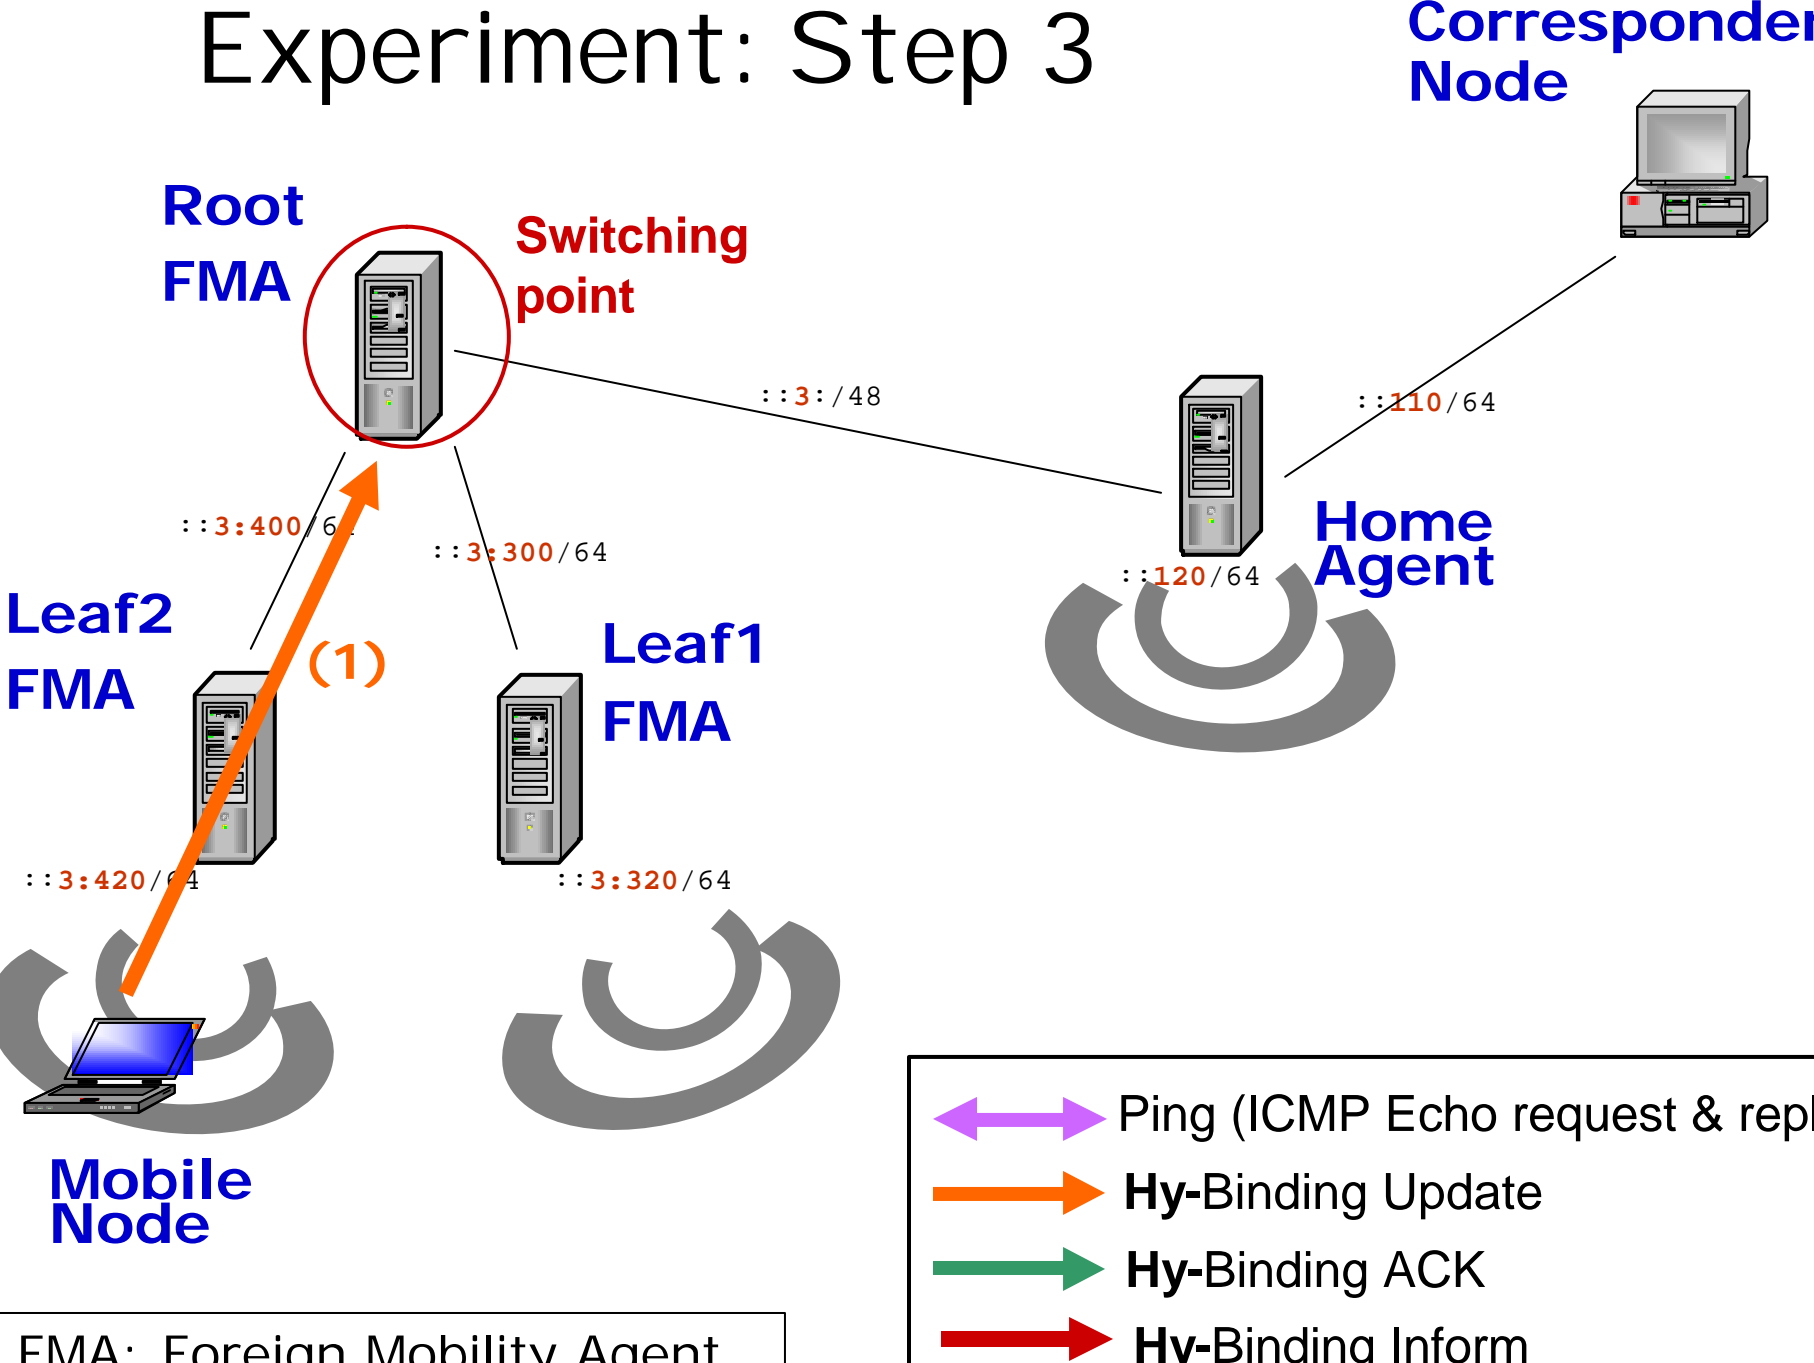 Experiment: Step 3
Node
Root
FMA
Switching
point
::3:/48
::110/64
::3:400/64
::3:300/64
Home
Agent
::120/64
Leaf2
FMA
(1)
Leaf1
FMA
::3:420/64
::3:320/64
Mobile
Node
Ping (ICMP Echo request &
Hy-Binding Update
Hy-Binding ACK
Hy-Binding Inform
FMA: Foreign Mobility Agent